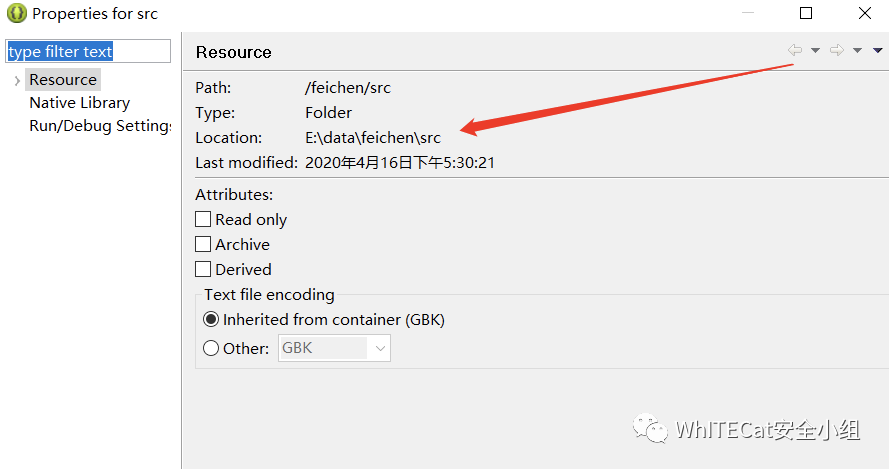 Properties for src
type filter text
Resource
Native Library
Run/Debug Settings
Resource
Path: /feichen/src
Type: Folder
Location: E:\data\feichen\src
Last modified: 2020年4月16日下午5:30:21
Attributes:
Read only
Archive
Derived
Text file encoding
Inherited from container (GBK)
Other: GBK
WhITECat安全小组